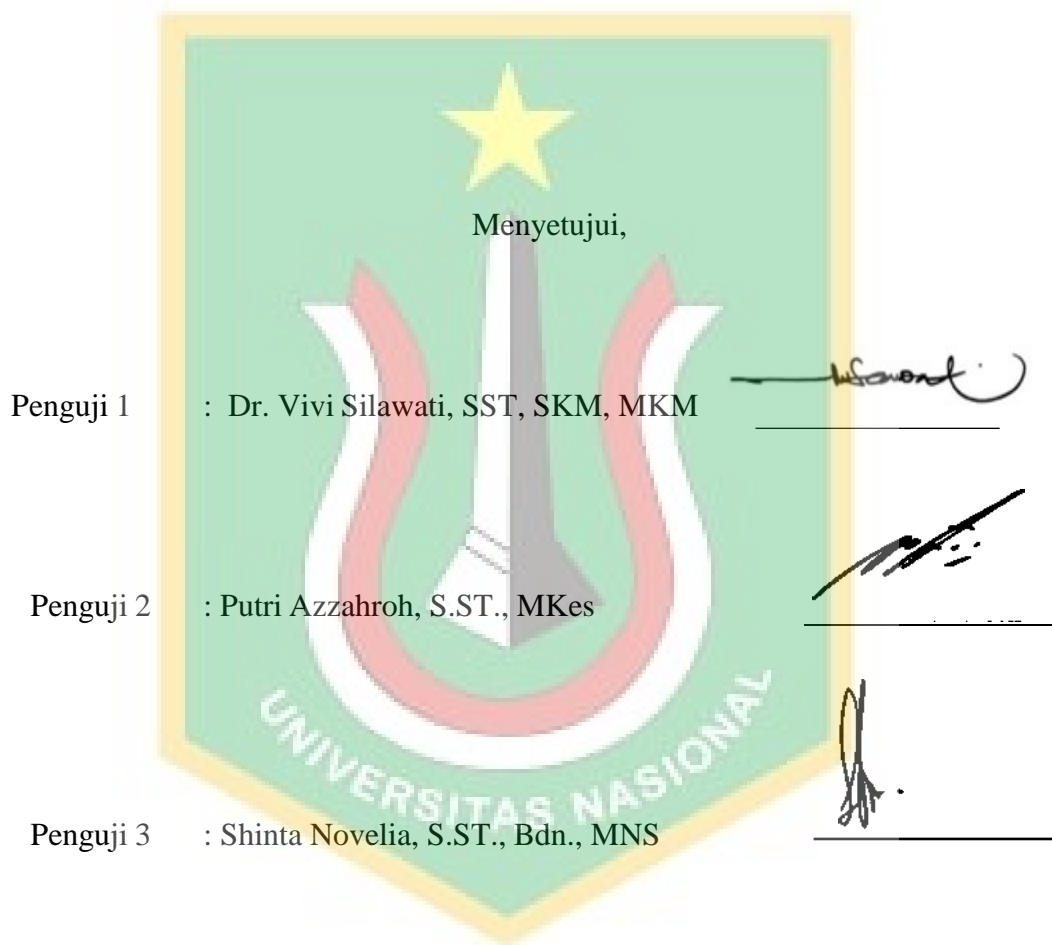 Menyetujui,
Penguji 1 : Dr. Vivi Silawati, SST, SKM, MKM
Penguji 2 : Putri Azzahroh, S.ST., MKes
Penguji 3 : Shinta Novelia, S.ST., Bdn., MNS
UNIVERSITAS NASIONAL